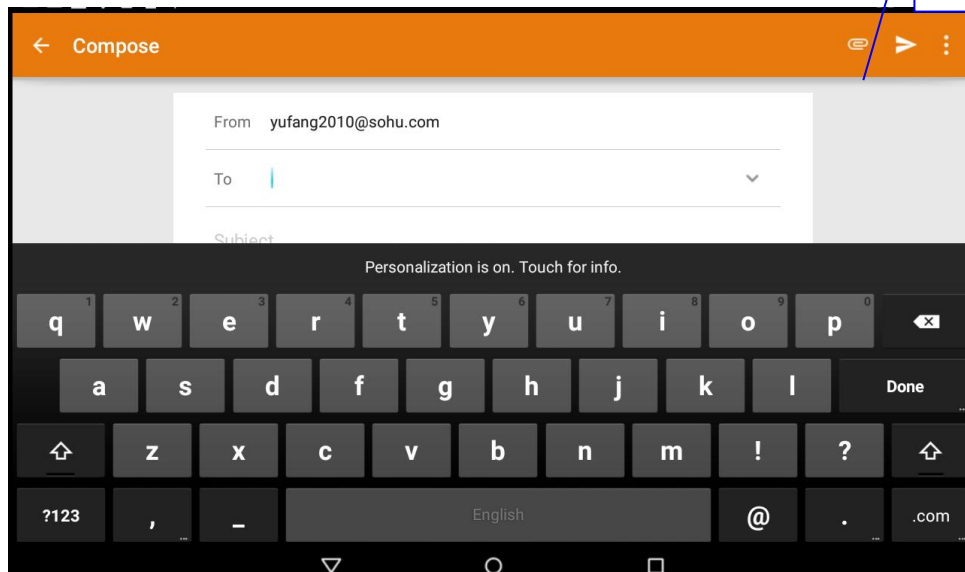 Compose
From yufang2010@sohu.com
To
Subject
Personalization is on. Touch for info.
1 2 3 4 5 6 7 8 9 0
q w e r t y u i o p
a s d f g h j k l Done
z x c v b n m ! ?
?123 , _ English @ . .com